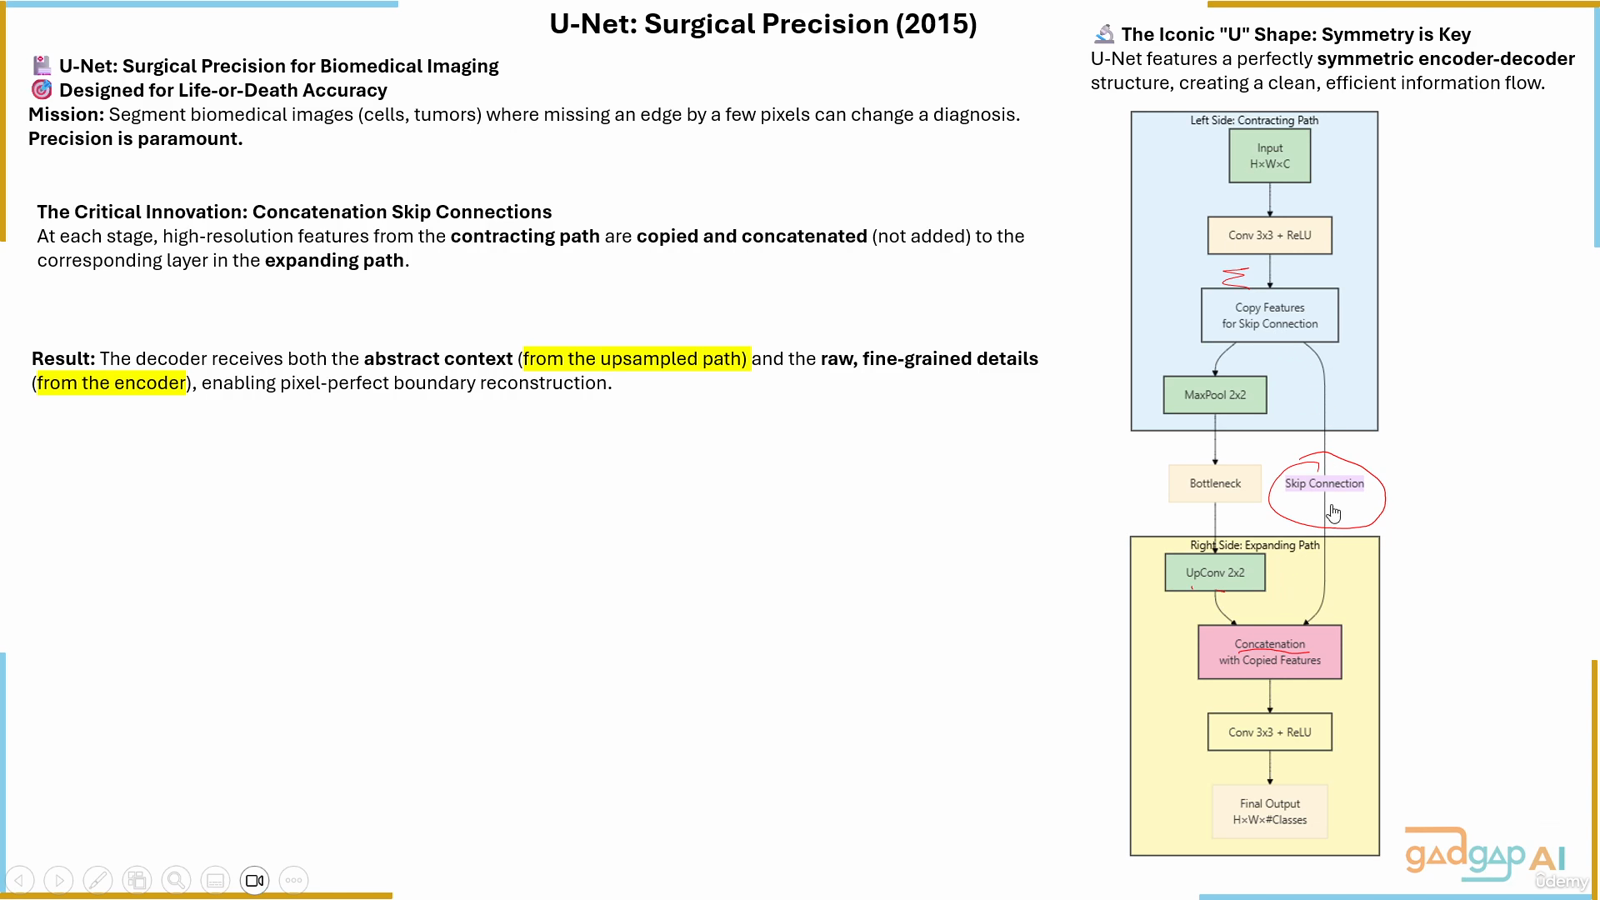 U-Net: Surgical Precision (2015)
U-Net: Surgical Precision for Biomedical Imaging
Designed for Life-or-Death Accuracy
Mission: Segment biomedical images (cells, tumors) where missing an edge by a few pixels can change a diagnosis.
Precision is paramount.
The Critical Innovation: Concatenation Skip Connections
At each stage, high-resolution features from the contracting path are copied and concatenated (not added) to the
corresponding layer in the expanding path.
Result: The decoder receives both the abstract context (from the upsampled path) and the raw, fine-grained details
(from the encoder), enabling pixel-perfect boundary reconstruction.
The Iconic "U" Shape: Symmetry is Key
U-Net features a perfectly symmetric encoder-decoder
structure, creating a clean, efficient information flow.
Left Side: Contracting Path
Input
H×W×C
Conv 3x3 + ReLU
Copy Features
for Skip Connection
MaxPool 2x2
Bottleneck
Skip Connection
Right Side: Expanding Path
UpConv 2x2
Concatenation
with Copied Features
Conv 3x3 + ReLU
Final Output
H×W×#Classes
gadgap AI
Udemy